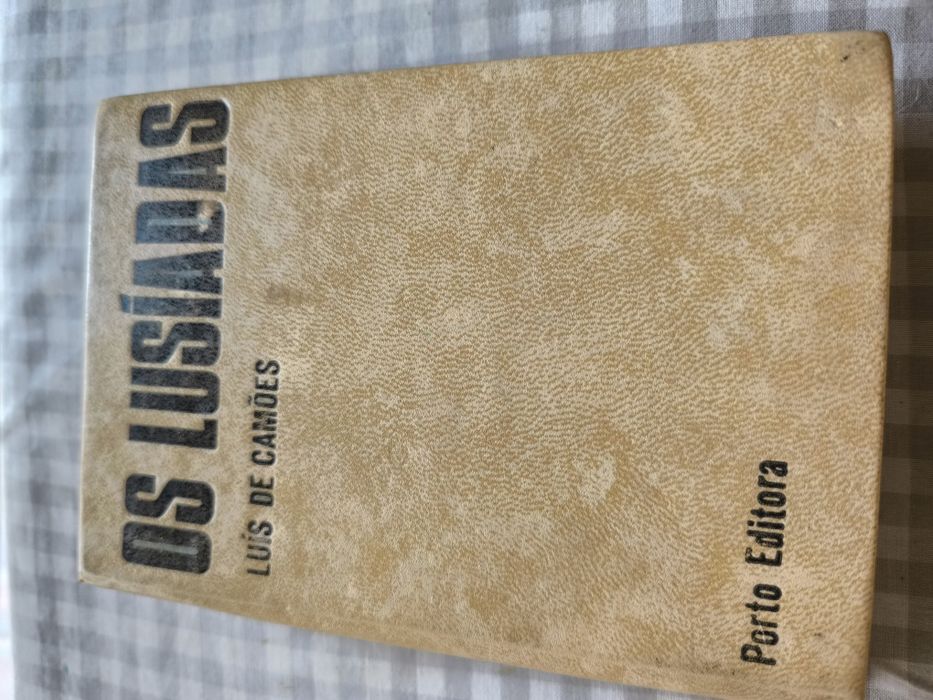 OS LUSÍADAS
LUÍS DE CAMÕES
Porto Editora